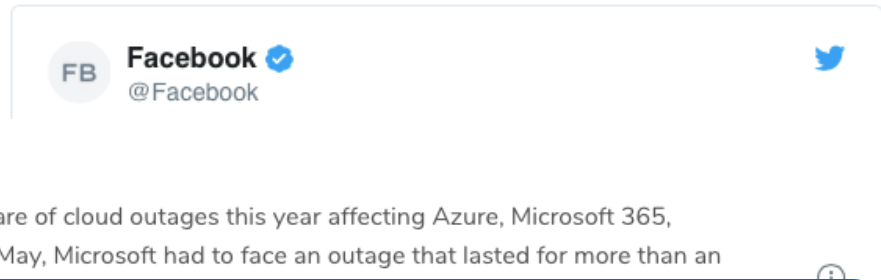 FB
Facebook
@Facebook
are of cloud outages this year affecting Azure, Microsoft 365,
May, Microsoft had to face an outage that lasted for more than an